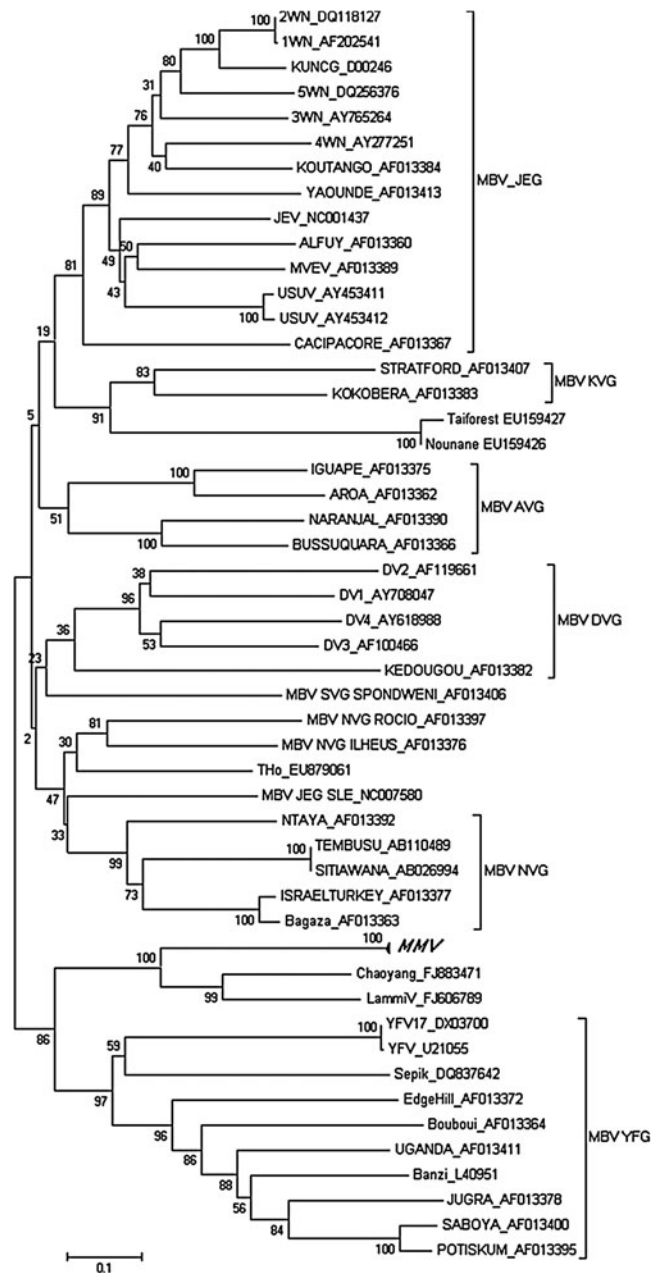 2WN_DQ118127
100
1WN_AF202541
100
KUNCG_D00246
80
5WN_DQ256376
31
3WN_AY765264
76
4WN_AY277251
40
KOUTANGO_AF013384
77
YAOUNDE_AF013413
MBV_JEG
89
JEV_NC001437
50
ALFUY_AF013360
49
MVEV_AF013389
43
USUV_AY453411
81
100
USUV_AY453412
19
CACIPACORE_AF013367
83
STRATFORD_AF013407
MBV KVG
KOKOBERA_AF013383
5
91
Taiforest EU159427
100
Nounane EU159426
100
IGUAPE_AF013375
AROA_AF013362
MBV AVG
51
NARANJAL_AF013390
100
BUSSUQUARA_AF013366
38
DV2_AF119661
96
DV1_AY708047
DV4_AY618988
MBV DVG
36
53
DV3_AF100466
23
KEDOUGOU_AF013382
MBV SVG SPONDWENI_AF013406
2
81
MBV NVG ROCIO_AF013397
30
MBV NVG ILHEUS_AF013376
THo_EU879061
47
MBV JEG SLE_NC007580
33
NTAYA_AF013392
99
100
TEMBUSU_AB110489
SITIAWANA_AB026994
MBV NVG
73
ISRAELTURKEY_AF013377
100
Bagaza_AF013363
100
MMV
100
Chaoyang_FJ883471
99
LammiV_FJ606789
86
100
YFV17_DX03700
YFV_U21055
59
Sepik_DQ837642
97
EdgeHill_AF013372
96
Bouboui_AF013364
86
UGANDA_AF013411
MBV YFG
88
Banzi_L40951
56
JUGRA_AF013378
84
SABOYA_AF013400
100
POTISKUM_AF013395
0.1